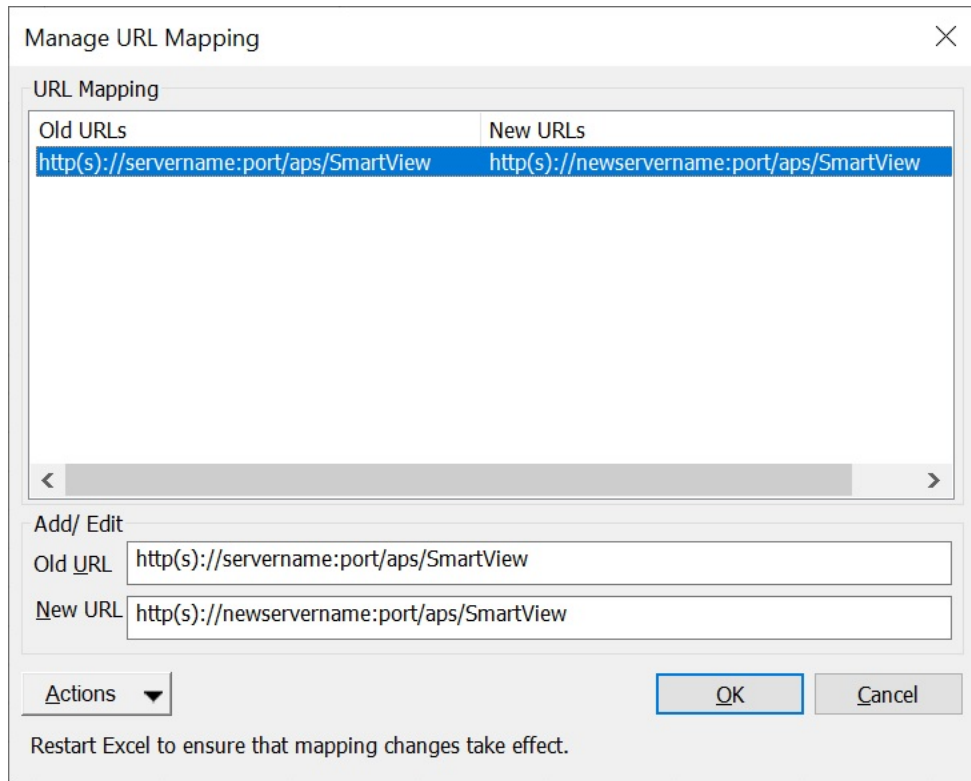 Manage URL Mapping
URL Mapping
Old URLs New URLs
http(s)://servername:port/aps/SmartView http(s)://newservername:port/aps/SmartView
Add/ Edit
Old URL http(s)://servername:port/aps/SmartView
New URL http(s)://newservername:port/aps/SmartView
Actions OK Cancel
Restart Excel to ensure that mapping changes take effect.